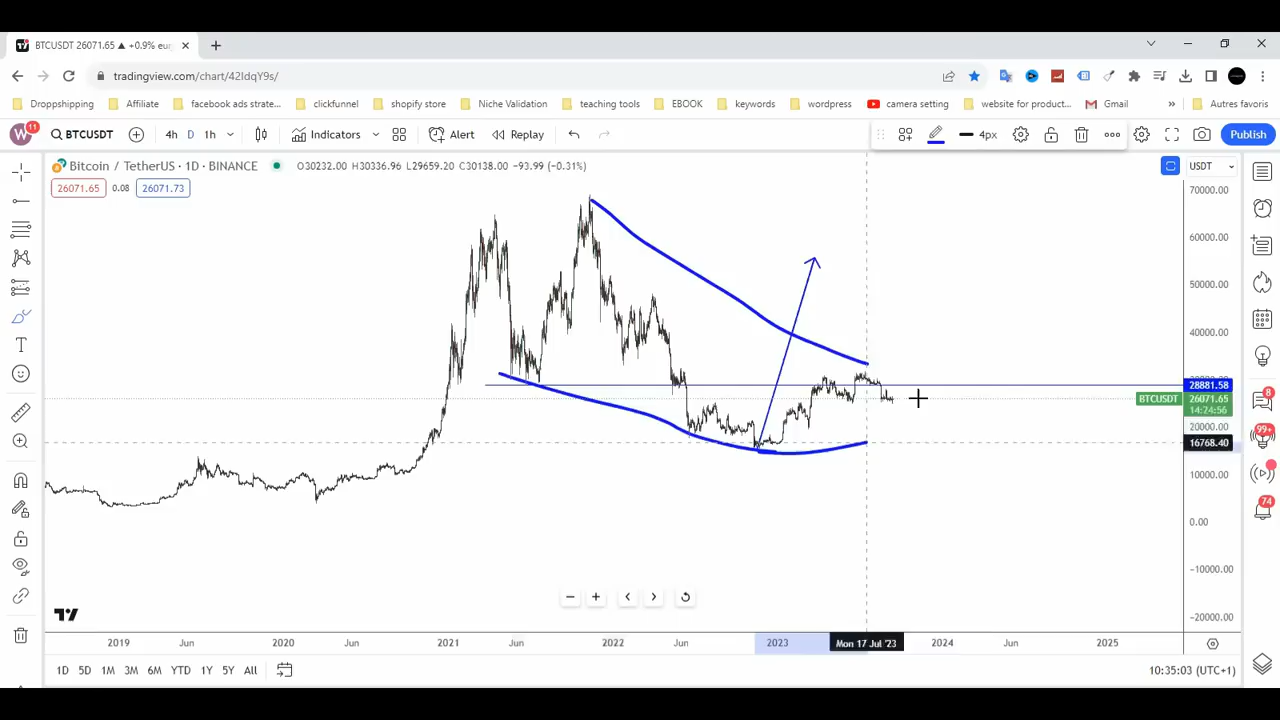 BTCUSDT 26071.65 ▲ +0.9% eur
tradingview.com/chart/42IdqY9s/
Droppshipping Affiliate facebook ads strate... clickfunnel shopify store Niche Validation teaching tools EBOOK keywords wordpress camera setting website for product... Gmail » Autres favoris
W 11 BTCUSDT 4h D 1h Indicators Alert Replay 4px Publish
Bitcoin / TetherUS · 1D · BINANCE O30232.00 H30336.96 L29659.20 C30138.00 −93.99 (−0.31%) USDT
26071.65 0.08 26071.73
70000.00
60000.00
50000.00
40000.00
28881.58
BTCUSDT 26071.65
14:24:56
20000.00
16768.40
10000.00
0.00
−10000.00
−20000.00
8
99+
74
2019 Jun 2020 Jun 2021 Jun 2022 Jun 2023 Mon 17 Jul '23 2024 Jun 2025
1D 5D 1M 3M 6M YTD 1Y 5Y All 10:35:03 (UTC+1)